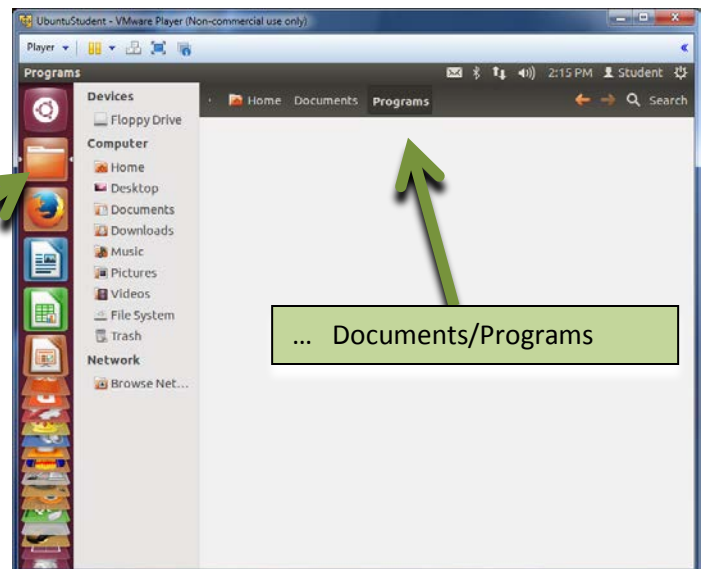 UbuntuStudent - VMware Player (Non-commercial use only)
Player
Programs
2:15 PM Student
Devices
Floppy Drive
Computer
Home
Desktop
Documents
Downloads
Music
Pictures
Videos
File System
Trash
Network
Browse Net...
Home Documents Programs
Search
... Documents/Programs